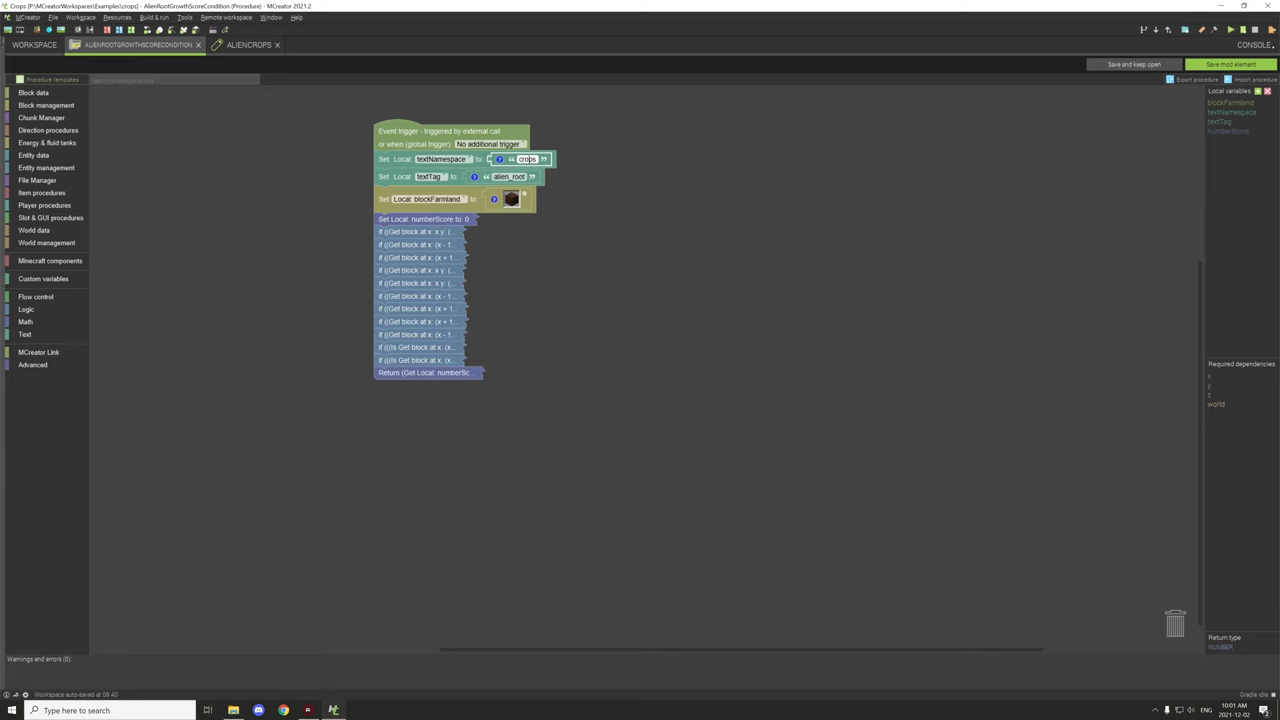 Crops [P:\MCreatorWorkspaces\Examples\crops] - AlienRootGrowthScoreCondition (Procedure) - MCreator 2021.2
MCreator File Workspace Resources Build & run Tools Remote workspace Window Help
WORKSPACE ALIENROOTGROWTHSCORECONDITION ALIENCROPS CONSOLE
Save and keep open Save mod element
Procedure templates
Export procedure Import procedure
Block data
Block management
Chunk Manager
Direction procedures
Energy & fluid tanks
Entity data
Entity management
File Manager
Player procedures
Item procedures
Slot & GUI procedures
World data
World management
Minecraft components
Custom variables
Flow control
Logic
Math
Text
MCreator Link
Advanced
Event trigger - triggered by external call
or when (global trigger): No additional trigger
Set Local textNamespace to: ? “ crops ”
Set Local textTag to: ? “ alien_root ”
Set Local: blockFarmland to: ?
Set Local: numberScore to: 0
if ((Get block at x: x y: (...
if ((Get block at x: (x - 1...
if ((Get block at x: (x + 1...
if ((Get block at x: x y: (...
if ((Get block at x: x y: (...
if ((Get block at x: (x - 1...
if ((Get block at x: (x + 1...
if ((Get block at x: (x + 1...
if ((Get block at x: (x - 1...
if (((Is Get block at x: (x...
if (((Is Get block at x: (x...
Return (Get Local: numberSc...
Local variables
blockFarmland
textNamespace
textTag
numberScore
Required dependencies
x
y
z
world
Return type
NUMBER
Warnings and errors (0):
Workspace auto-saved at 09:40
Gradle idle
Type here to search
ENG
10:01 AM
2021-12-02